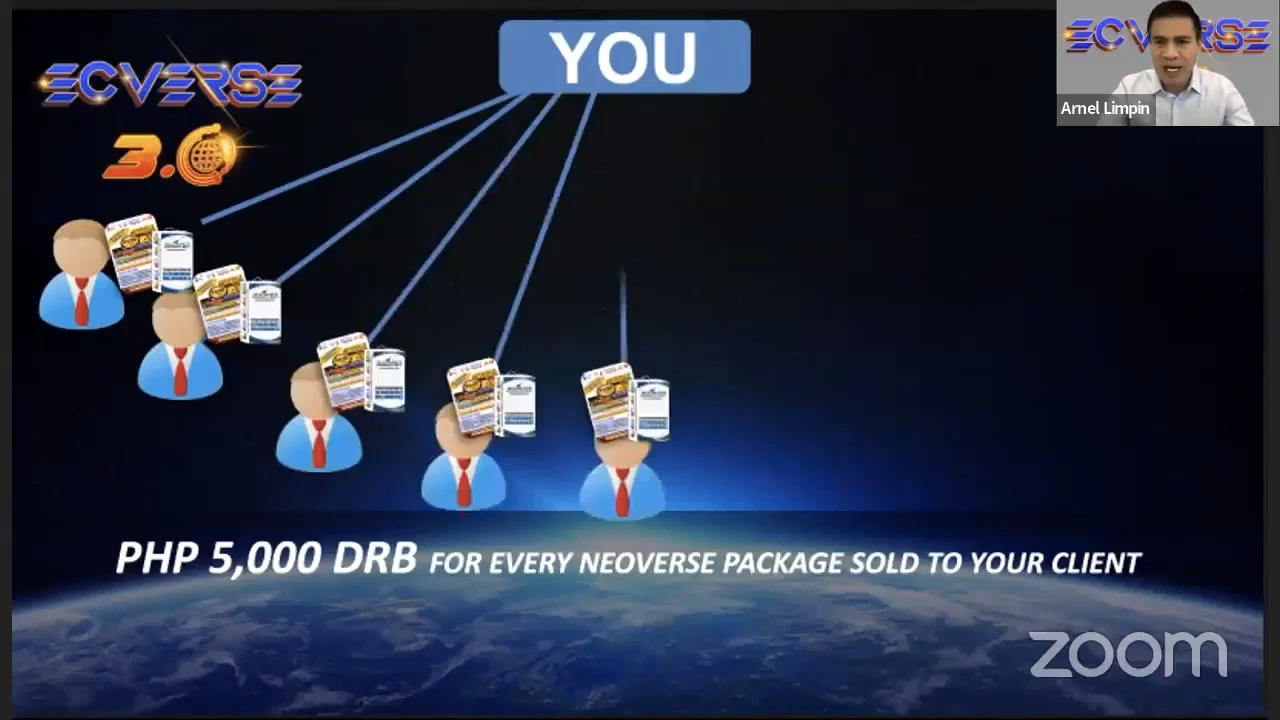 YOU
ECVERSE
3.0
ECVERSE
Arnel Limpin
PHP 5,000 DRB FOR EVERY NEOVERSE PACKAGE SOLD TO YOUR CLIENT
zoom